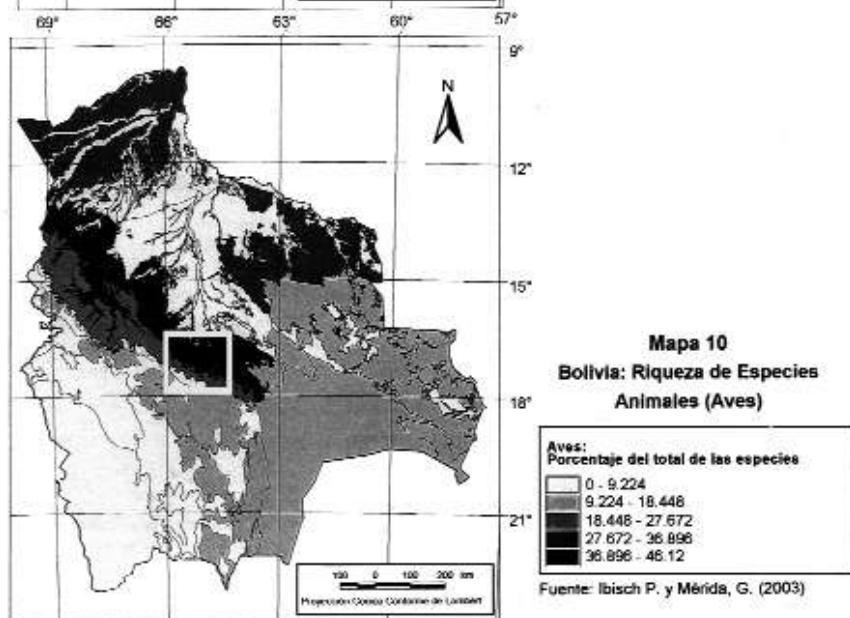 69° 66° 63° 60° 57°
9°
N
12°
15°
18°
21°
Mapa 10
Bolivia: Riqueza de Especies
Animales (Aves)
Aves:
Porcentaje del total de las especies
0 - 9.224
9.224 - 18.448
18.448 - 27.672
27.672 - 36.896
36.896 - 46.12
Fuente: Ibisch P. y Mérida, G. (2003)
100 0 100 200 km
Proyección Cónica Conforme de Lambert